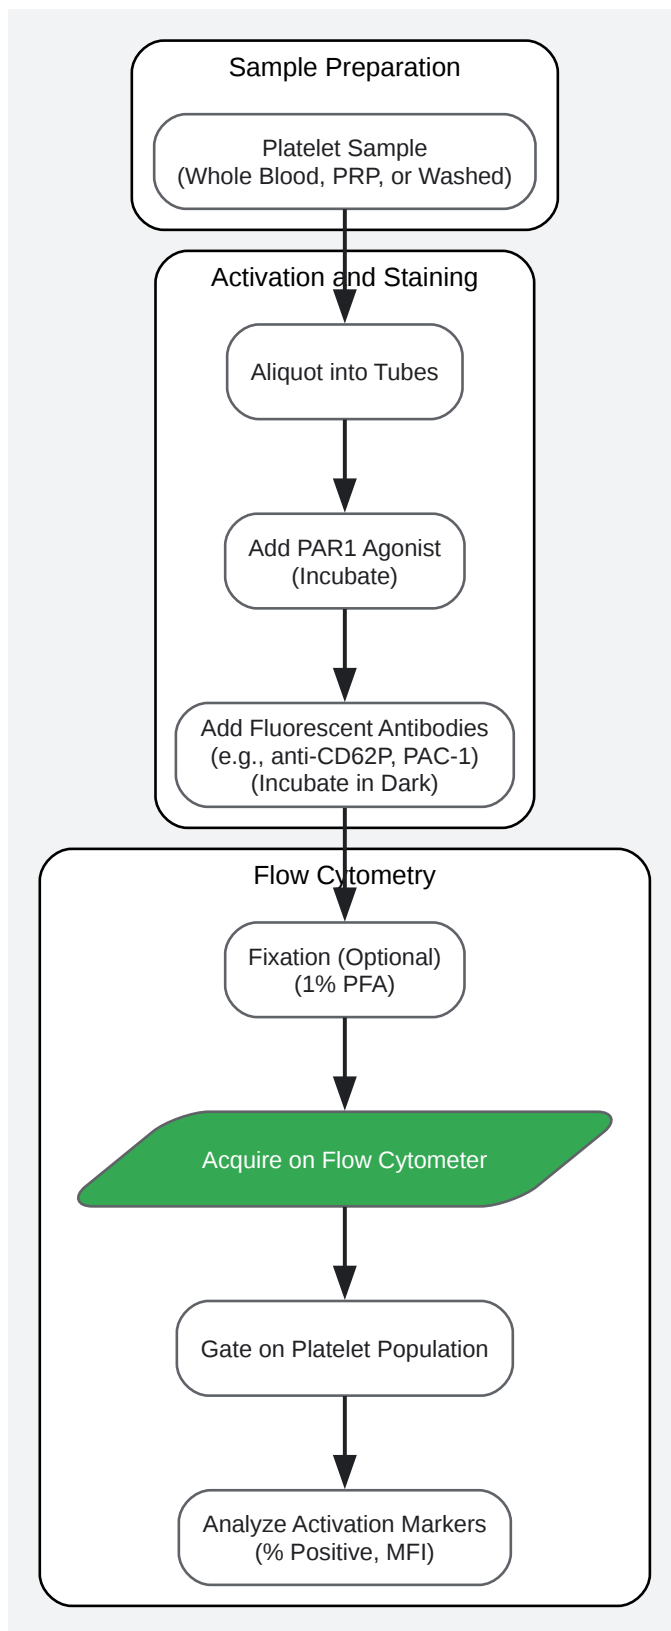 Sample Preparation
Platelet Sample
(Whole Blood, PRP, or Washed)
Activation and Staining
Aliquot into Tubes
Add PAR1 Agonist
(Incubate)
Add Fluorescent Antibodies
(e.g., anti-CD62P, PAC-1)
(Incubate in Dark)
Flow Cytometry
Fixation (Optional)
(1% PFA)
Acquire on Flow Cytometer
Gate on Platelet Population
Analyze Activation Markers
(% Positive, MFI)